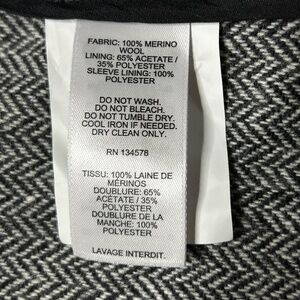 FABRIC: 100% MERINO
WOOL
LINING: 65% ACETATE /
35% POLYESTER
SLEEVE LINING: 100%
POLYESTER
DO NOT WASH.
DO NOT BLEACH.
DO NOT TUMBLE DRY.
COOL IRON IF NEEDED.
DRY CLEAN ONLY.
RN 134578
TISSU: 100% LAINE DE
MÉRINOS
DOUBLURE: 65%
ACÉTATE / 35%
POLYESTER
DOUBLURE DE LA
MANCHE: 100%
POLYESTER
LAVAGE INTERDIT.